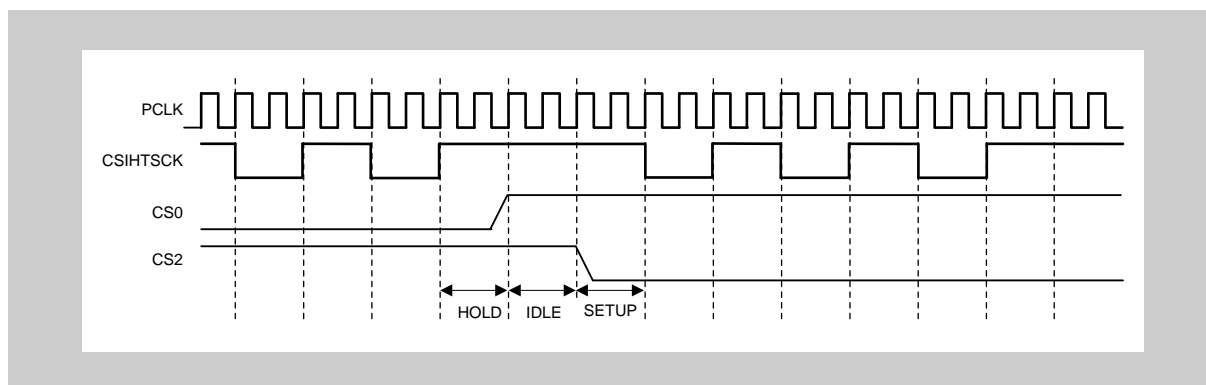 PCLK
CSIHTSCK
CS0
CS2
HOLD
IDLE
SETUP